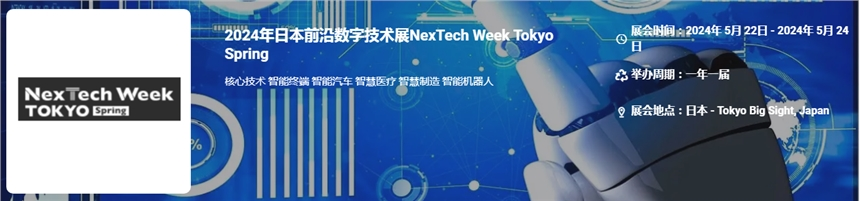 NexTech Week
TOKYO Spring
2024年日本前沿数字技术展NexTech Week Tokyo
Spring
核心技术 智能终端 智能汽车 智慧医疗 智慧制造 智能机器人
展会时间：2024年 5月 22日 - 2024年 5月 24
日
举办周期：一年一届
展会地点：日本 - Tokyo Big Sight, Japan
%